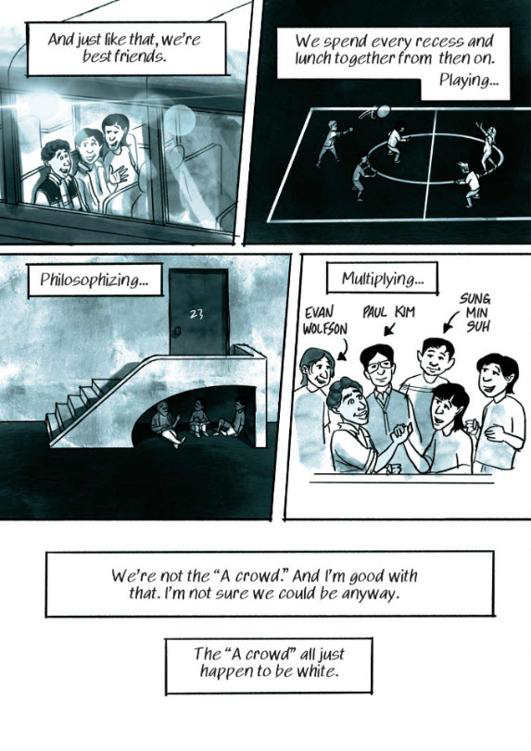 And just like that, we're
best friends.
We spend every recess and
lunch together from then on.
Playing...
Philosophizing...
23
Multiplying...
EVAN
WOLFSON
PAUL KIM
SUNG
MIN
SUH
We're not the “A crowd.” And I'm good with
that. I'm not sure we could be anyway.
The “A crowd” all just
happen to be white.